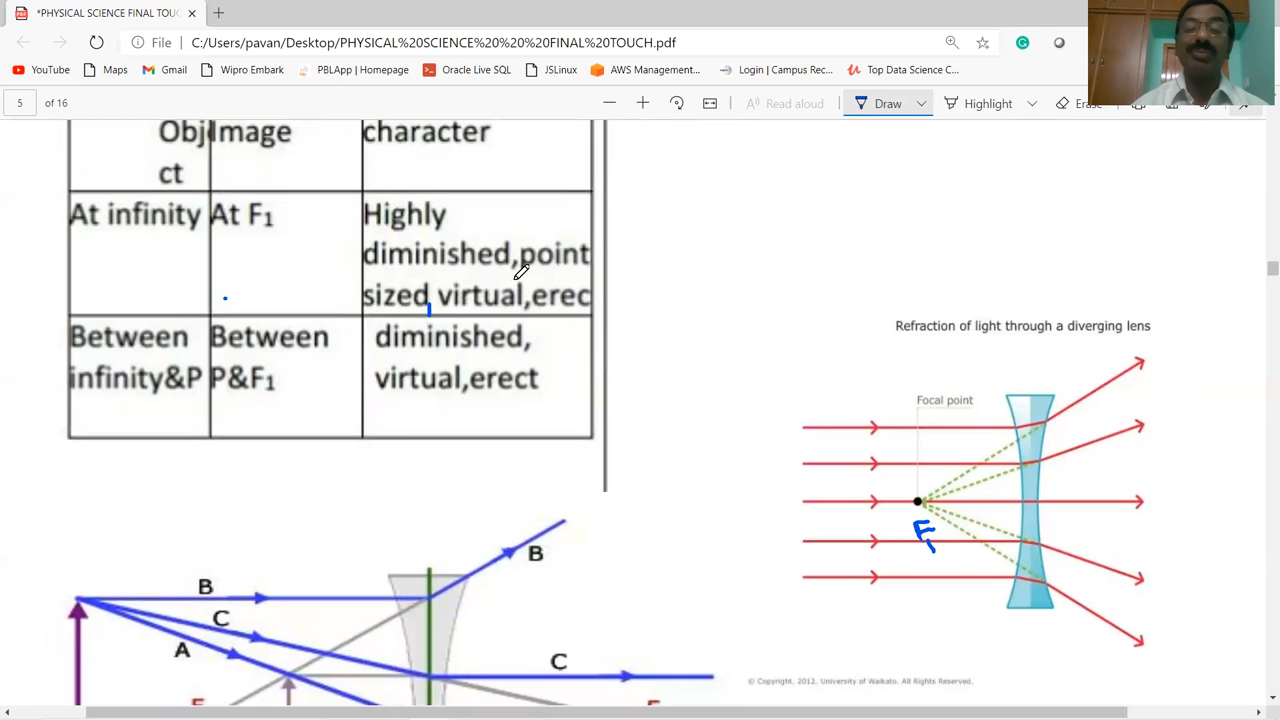 *PHYSICAL SCIENCE FINAL TOUCH
File C:/Users/pavan/Desktop/PHYSICAL%20SCIENCE%20%20%20FINAL%20TOUCH.pdf
YouTube Maps Gmail Wipro Embark PBLApp | Homepage Oracle Live SQL JSLinux AWS Management... Login | Campus Rec... Top Data Science C...
5 of 16 Read aloud Draw Highlight Erase
Obj Image character
ct
At infinity At F₁ Highly
diminished,point
sized virtual,erec
Between Between diminished,
infinity&P P&F₁ virtual,erect
Refraction of light through a diverging lens
Focal point
F1
B
B
C
A
C
© Copyright, 2012. University of Waikato. All Rights Reserved.